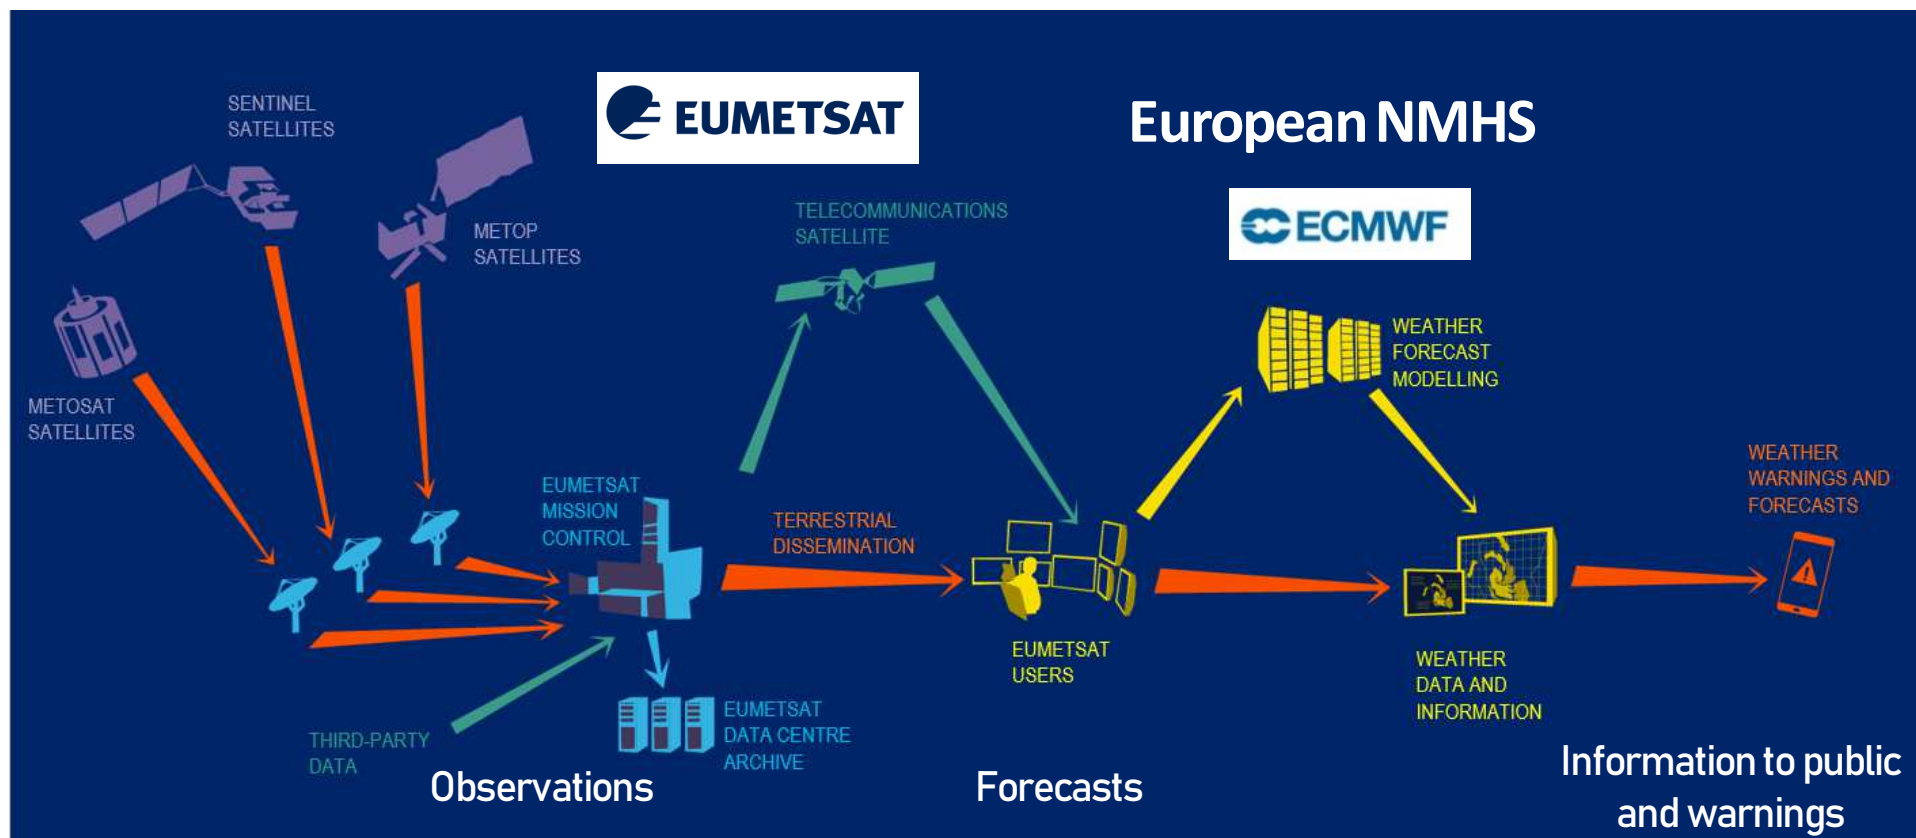 SENTINEL
SATELLITES
EUMETSAT
European NMHS
METOP
SATELLITES
TELECOMMUNICATIONS
SATELLITE
ECMWF
METOSAT
SATELLITES
WEATHER
FORECAST
MODELLING
EUMETSAT
MISSION
CONTROL
TERRESTRIAL
DISSEMINATION
WEATHER
WARNINGS AND
FORECASTS
EUMETSAT
USERS
WEATHER
DATA AND
INFORMATION
THIRD-PARTY
DATA
EUMETSAT
DATA CENTRE
ARCHIVE
Observations
Forecasts
Information to public
and warnings